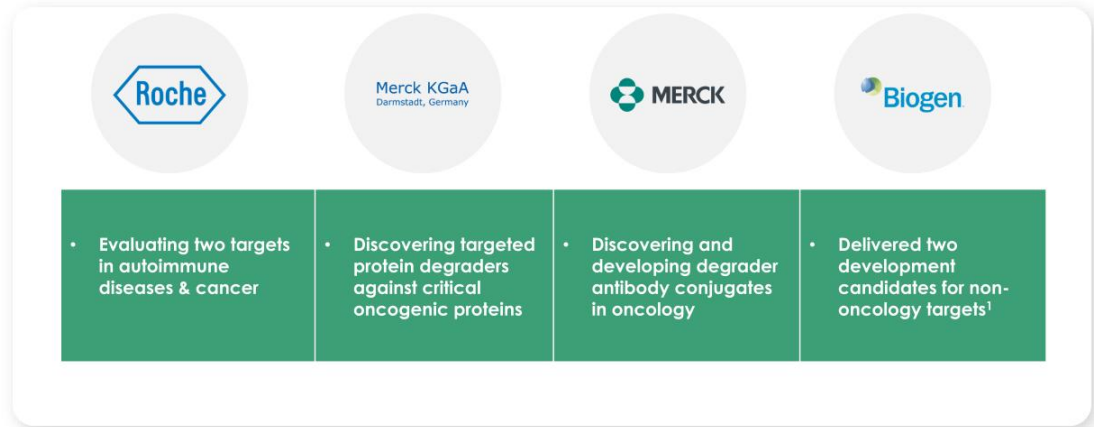 Roche
Merck KGaA
Darmstadt, Germany
MERCK
Biogen
• Evaluating two targets
in autoimmune
diseases & cancer
• Discovering targeted
protein degraders
against critical
oncogenic proteins
• Discovering and
developing degrader
antibody conjugates
in oncology
• Delivered two
development
candidates for non-
oncology targets¹